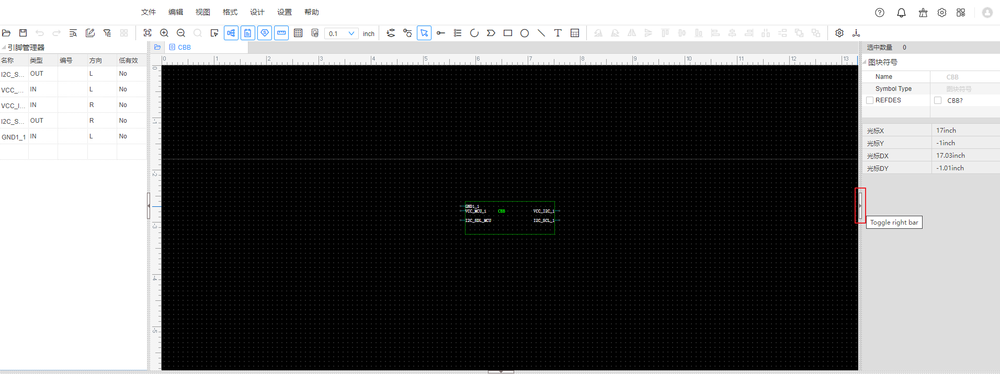 文件 编辑 视图 格式 设计 设置 帮助
0.1 inch
引脚管理器
CBB
选中数量 0
名称 类型 编号 方向 低有效
I2C_S... OUT L No
VCC_... IN L No
VCC_I... IN R No
I2C_S... OUT R No
GND1_1 IN L No
0 1 2 3 4 5 6 7 8 9 10 11 12 13
0
-1
-2
-3
-4
-5
GND1_1
VCC_MCU_1 CBB VCC_I2C_1
I2C_SDL_MCU I2C_SCL_1
图块符号
Name CBB
Symbol Type 图块符号
REFDES CBB?
光标X 17inch
光标Y -1inch
光标DX 17.03inch
光标DY -1.01inch
Toggle right bar